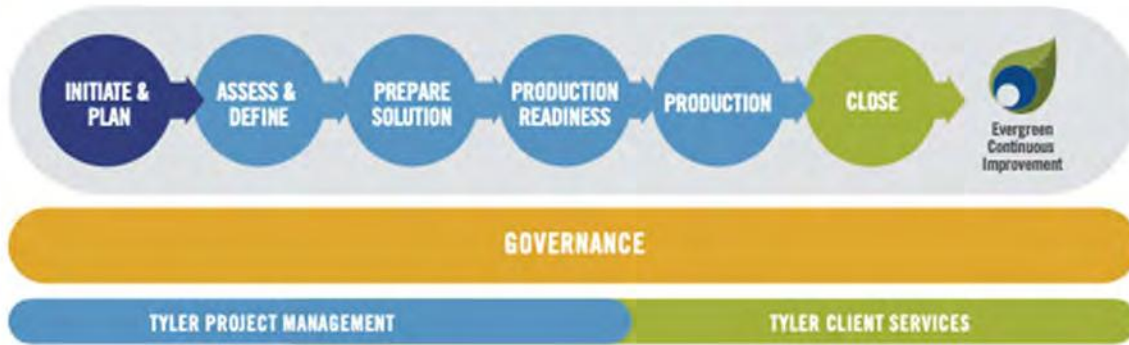 INITIATE &
PLAN
ASSESS &
DEFINE
PREPARE
SOLUTION
PRODUCTION
READINESS
PRODUCTION
CLOSE
Evergreen
Continuous
Improvement
GOVERNANCE
TYLER PROJECT MANAGEMENT
TYLER CLIENT SERVICES